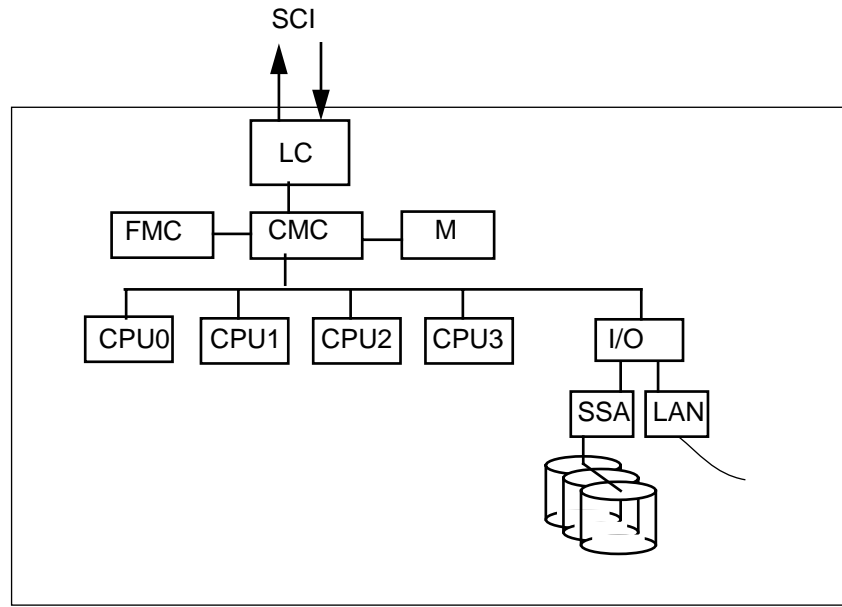 SCI
LC
FMC
CMC
M
CPU0
CPU1
CPU2
CPU3
I/O
SSA
LAN